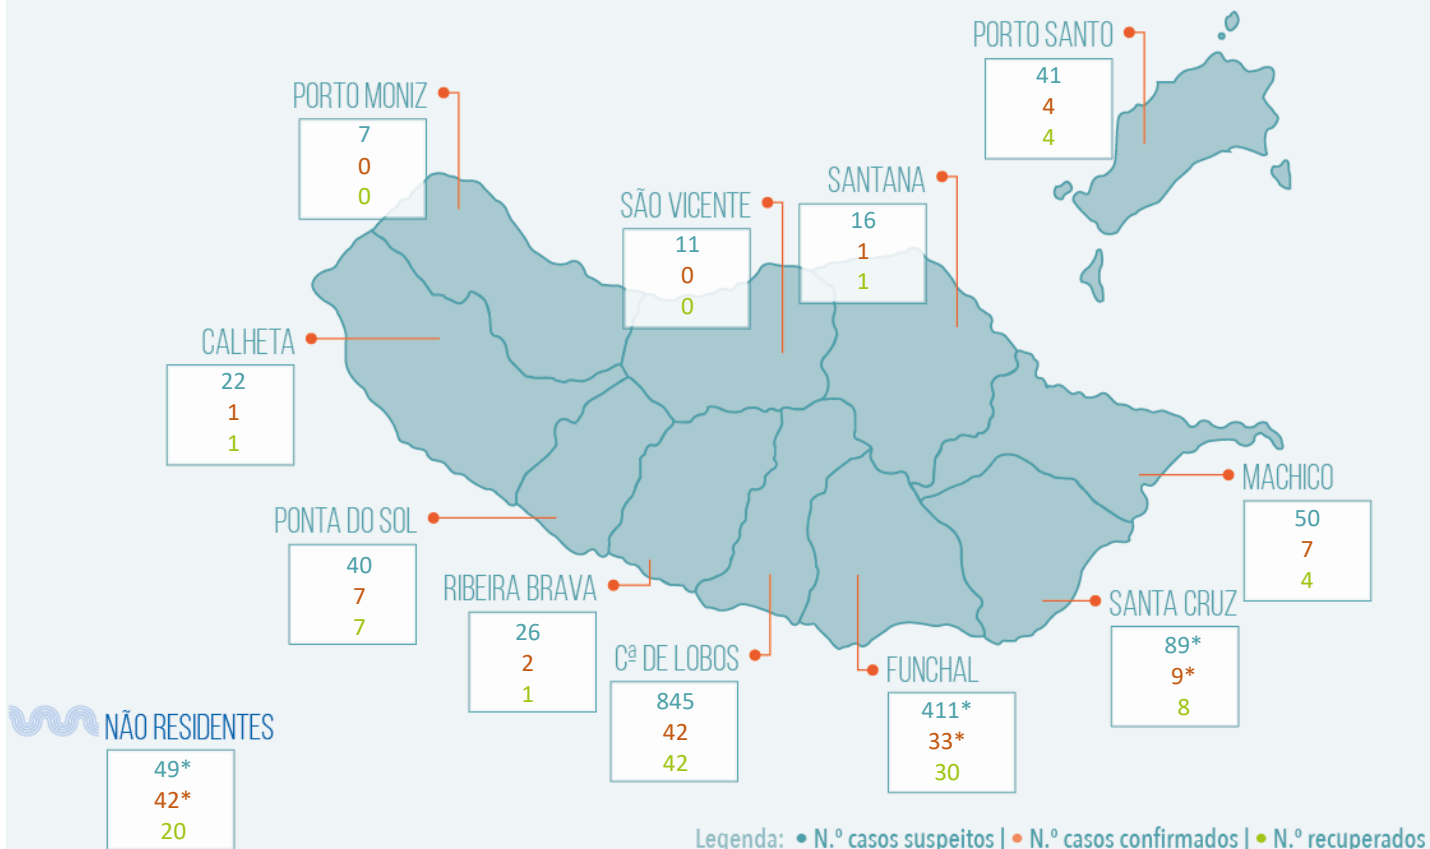 PORTO SANTO
41
4
4
PORTO MONIZ
7
0
0
SANTANA
16
1
1
SÃO VICENTE
11
0
0
CALHETA
22
1
1
MACHICO
50
7
4
PONTA DO SOL
40
7
7
RIBEIRA BRAVA
26
2
1
SANTA CRUZ
89*
9*
8
Cª DE LOBOS
845
42
42
FUNCHAL
411*
33*
30
NÃO RESIDENTES
49*
42*
20
Legenda: • N.º casos suspeitos | • N.º casos confirmados | • N.º recuperados